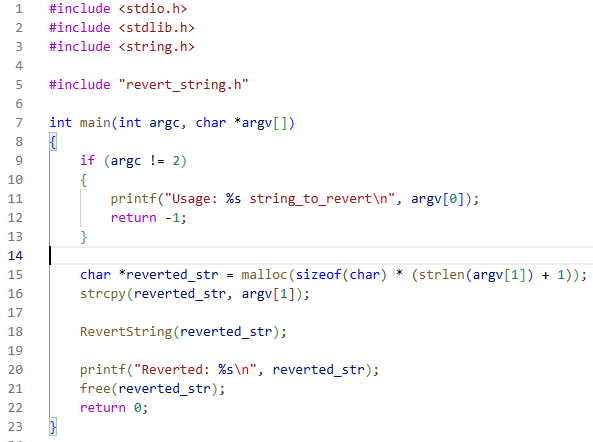 1 #include <stdio.h>
2 #include <stdlib.h>
3 #include <string.h>
4
5 #include "revert_string.h"
6
7 int main(int argc, char *argv[])
8 {
9     if (argc != 2)
10     {
11         printf("Usage: %s string_to_revert\n", argv[0]);
12         return -1;
13     }
14
15     char *reverted_str = malloc(sizeof(char) * (strlen(argv[1]) + 1));
16     strcpy(reverted_str, argv[1]);
17
18     RevertString(reverted_str);
19
20     printf("Reverted: %s\n", reverted_str);
21     free(reverted_str);
22     return 0;
23 }